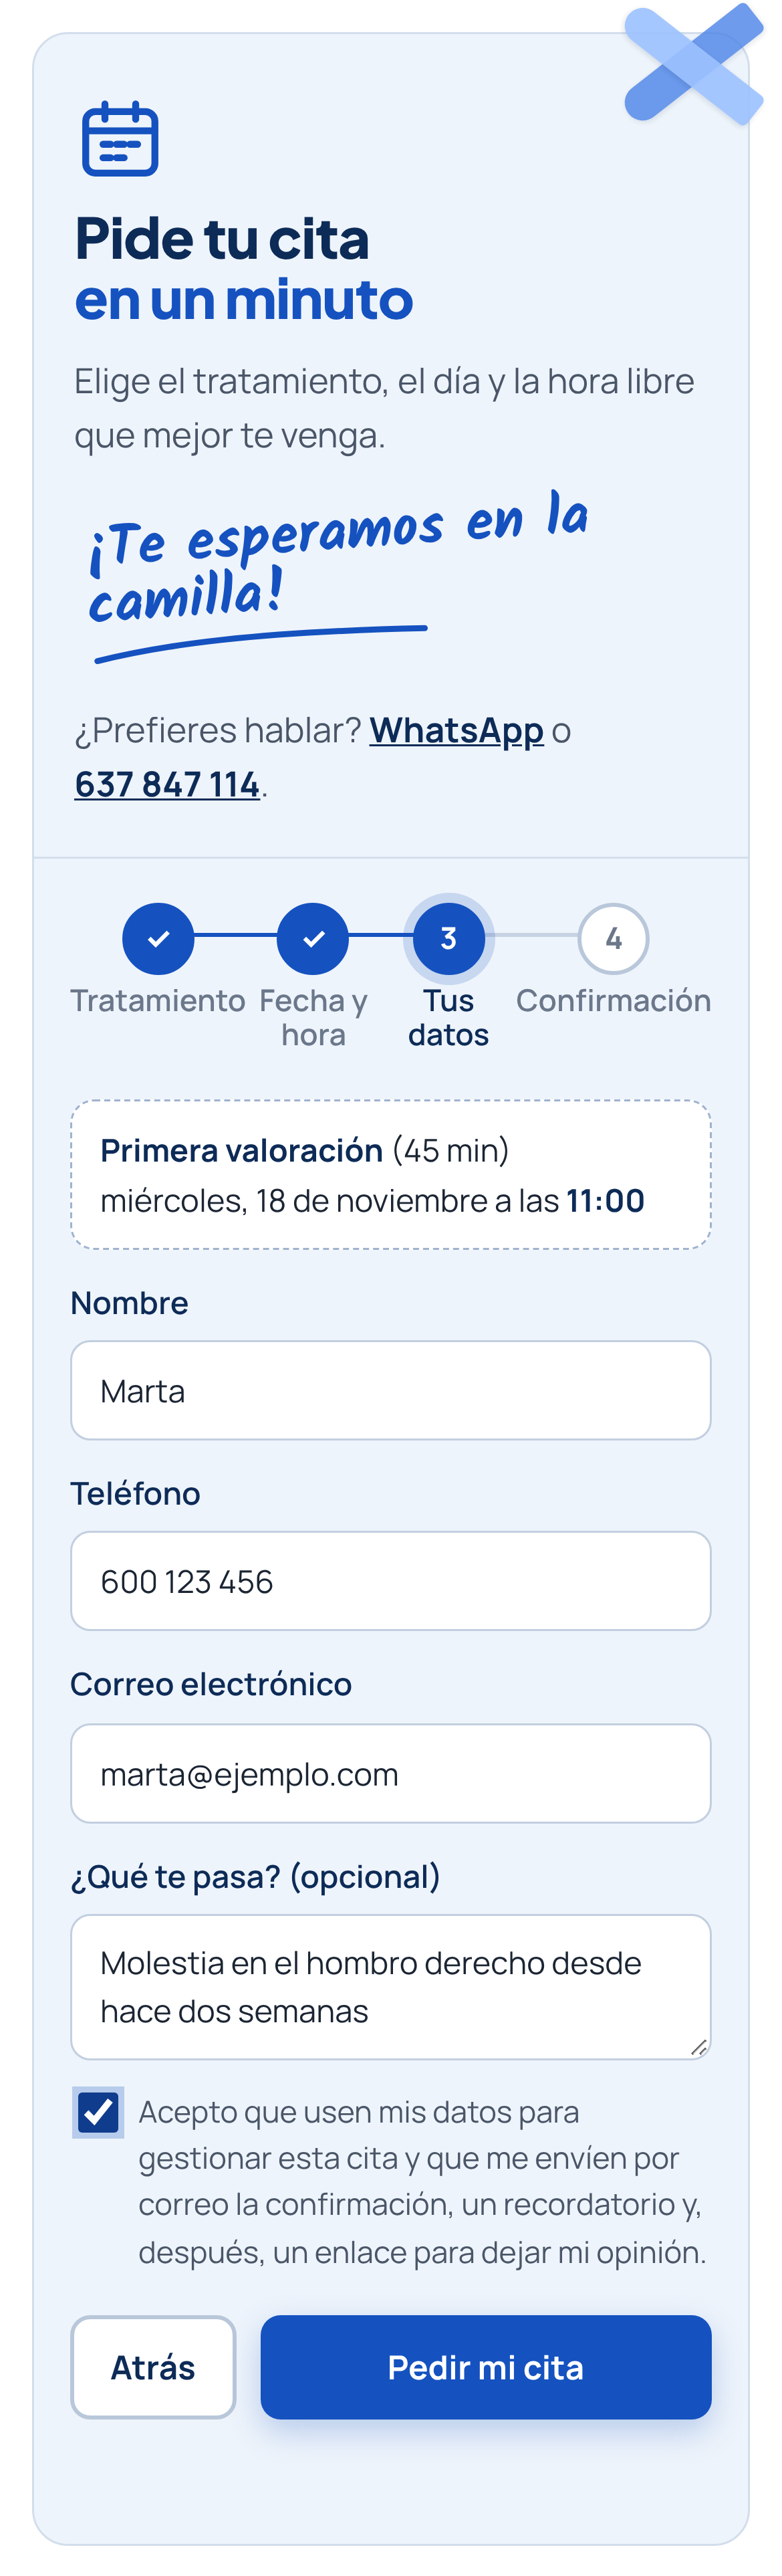 Pide tu cita
en un minuto
Elige el tratamiento, el día y la hora libre
que mejor te venga.
¡Te esperamos en la
camilla!
¿Prefieres hablar? WhatsApp o
637 847 114.
3
4
Tratamiento
Fecha y
hora
Tus
datos
Confirmación
Primera valoración (45 min)
miércoles, 18 de noviembre a las 11:00
Nombre
Marta
Teléfono
600 123 456
Correo electrónico
marta@ejemplo.com
¿Qué te pasa? (opcional)
Molestia en el hombro derecho desde
hace dos semanas
Acepto que usen mis datos para
gestionar esta cita y que me envíen por
correo la confirmación, un recordatorio y,
después, un enlace para dejar mi opinión.
Atrás
Pedir mi cita